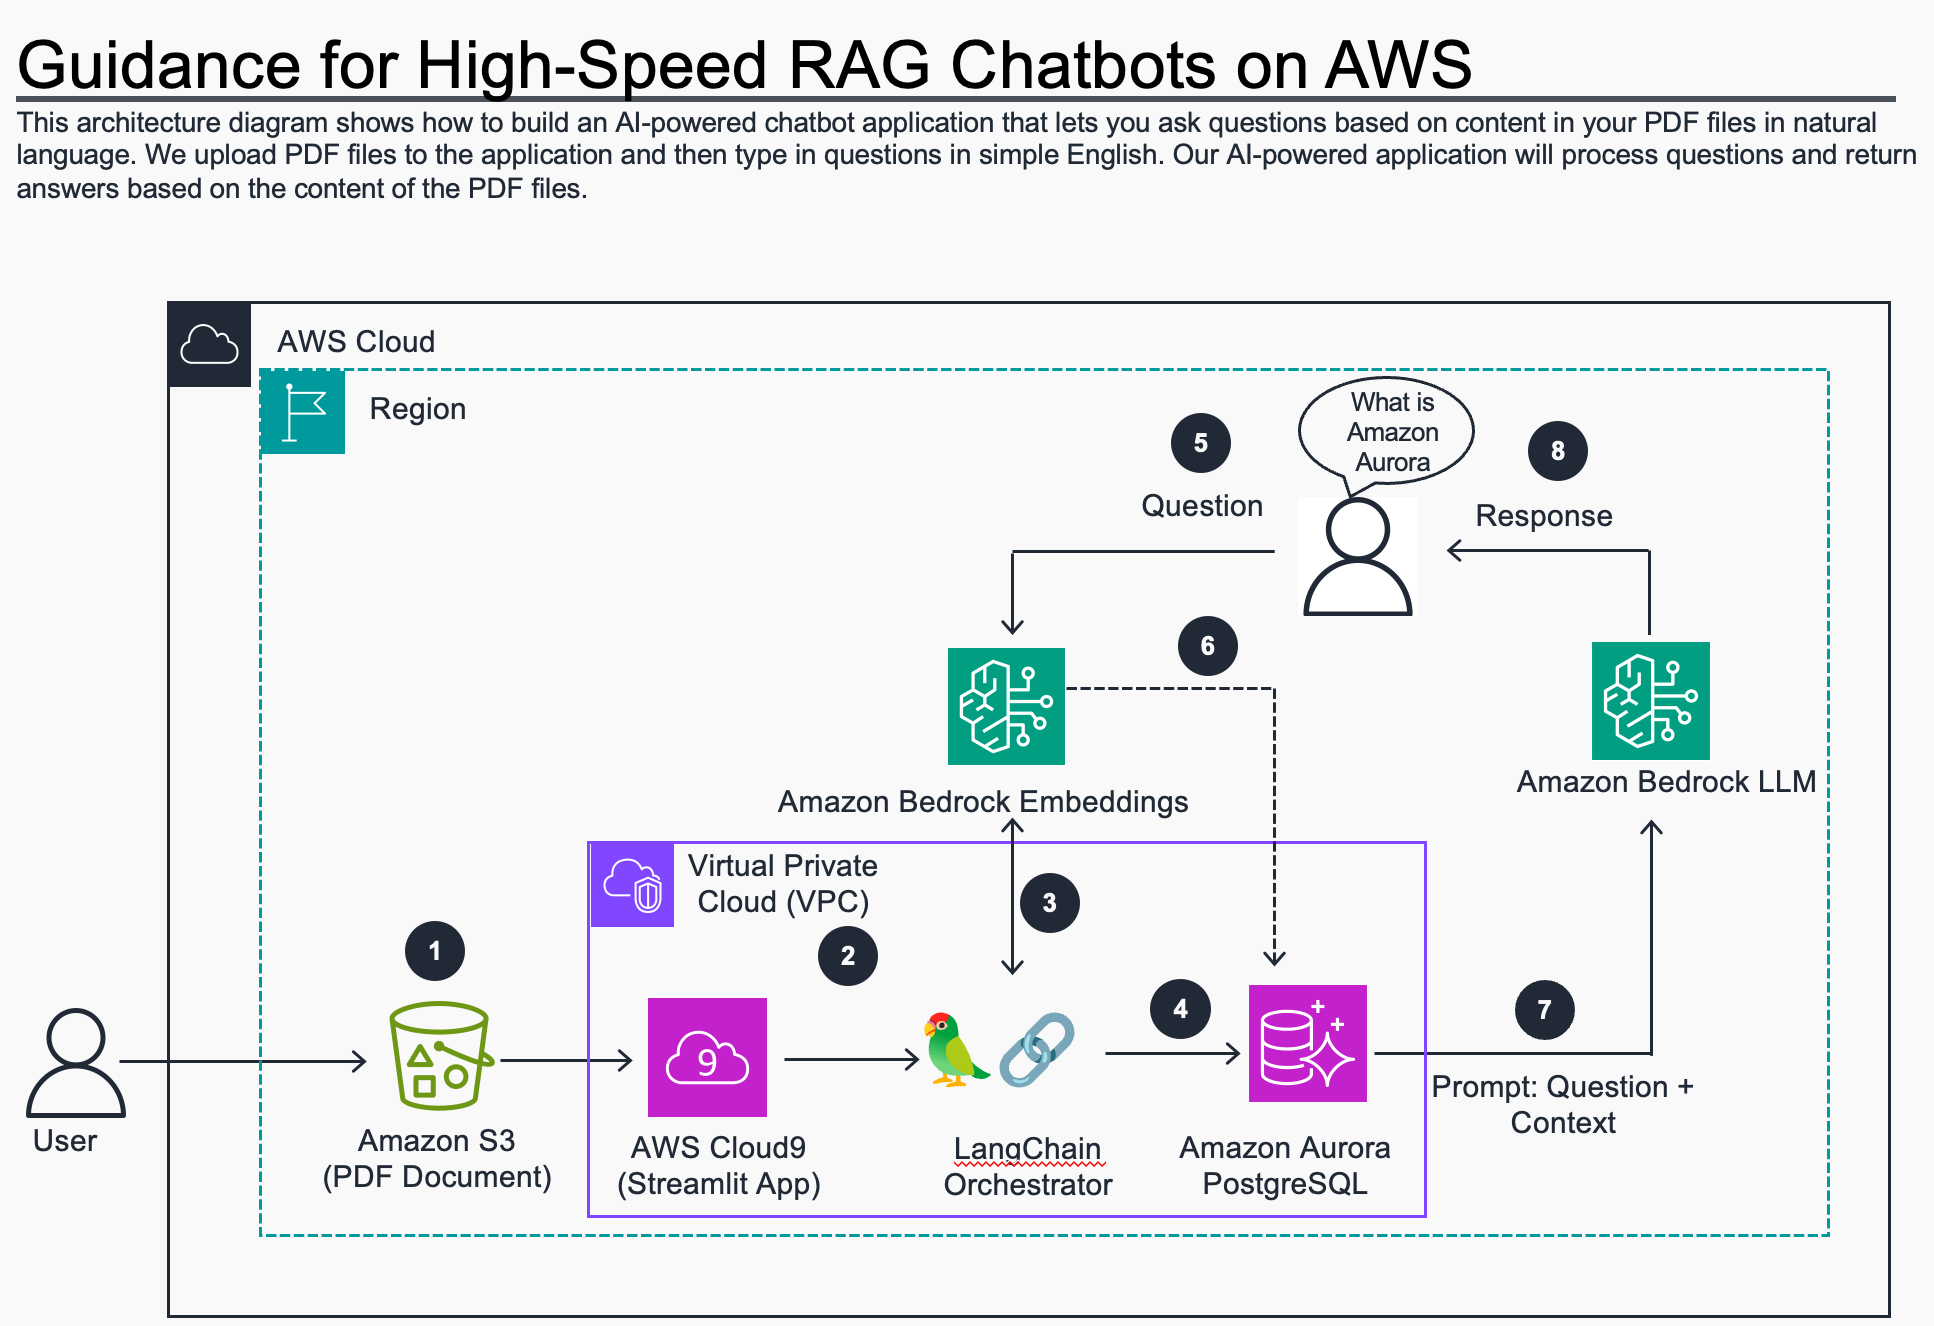 Guidance for High-Speed RAG Chatbots on AWS
This architecture diagram shows how to build an AI-powered chatbot application that lets you ask questions based on content in your PDF files in natural
language. We upload PDF files to the application and then type in questions in simple English. Our AI-powered application will process questions and return
answers based on the content of the PDF files.
AWS Cloud
Region
What is
Amazon
Aurora
5
8
Question
Response
6
Amazon Bedrock Embeddings
Amazon Bedrock LLM
Virtual Private
Cloud (VPC)
3
1
2
4
7
9
Prompt: Question +
Context
User
Amazon S3
(PDF Document)
AWS Cloud9
(Streamlit App)
LangChain
Orchestrator
Amazon Aurora
PostgreSQL